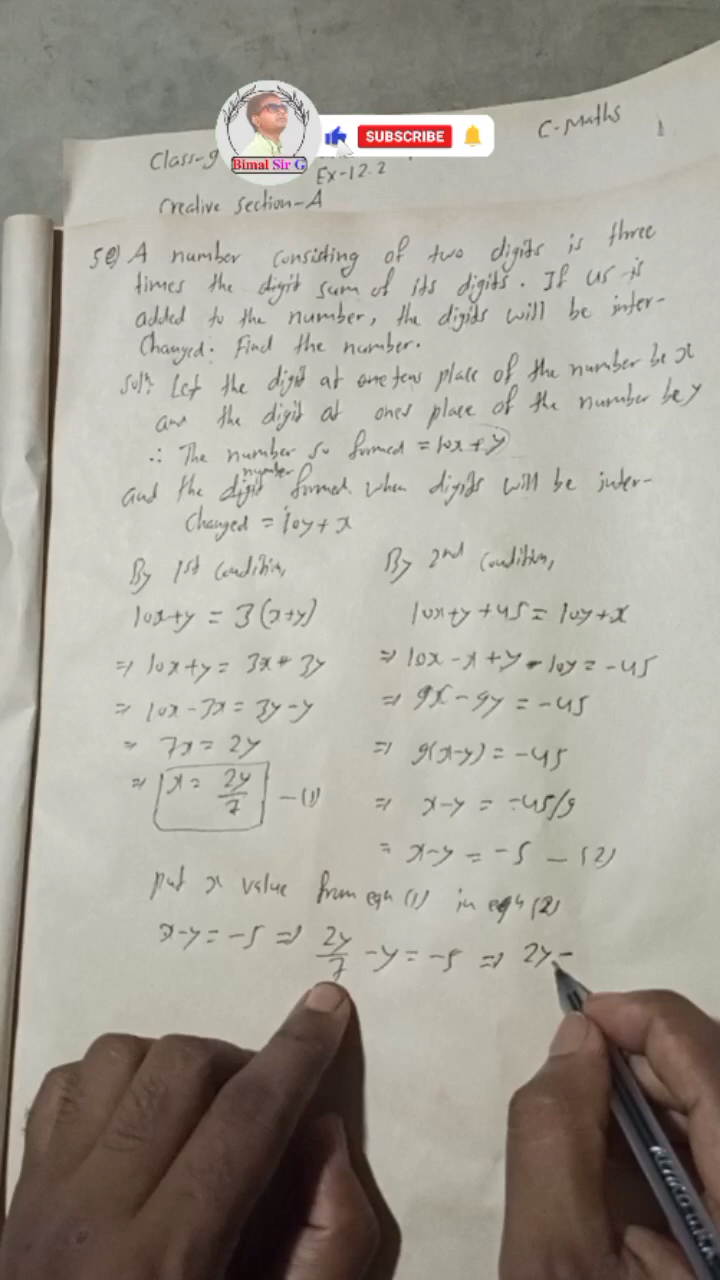 C-Maths
Class-9
Bimal Sir G
SUBSCRIBE
Ex-12.2
Creative Section-A
5e) A number consisting of two digits is three
times the digit sum of its digits. If 45 is
added to the number, the digits will be inter-
changed. Find the number.
Solⁿ: Let the digit at tens place of the number be x
and the digit at ones place of the number be y
∴ The number so formed = 10x + y
number
and the digit formed when digits will be inter-
changed = 10y + x
By 1st condition,
10x+y = 3(x+y)
⇒ 10x+y = 3x+3y
⇒ 10x-3x = 3y-y
⇒ 7x = 2y
⇒ x = 2y/7 — (1)
By 2nd condition,
10x+y+45 = 10y+x
⇒ 10x-x+y-10y = -45
⇒ 9x-9y = -45
⇒ 9(x-y) = -45
⇒ x-y = -45/9
= x-y = -5 — (2)
put x value from eqn (1) in eqn (2)
x-y = -5 ⇒ 2y/7 - y = -5 ⇒ 2y-